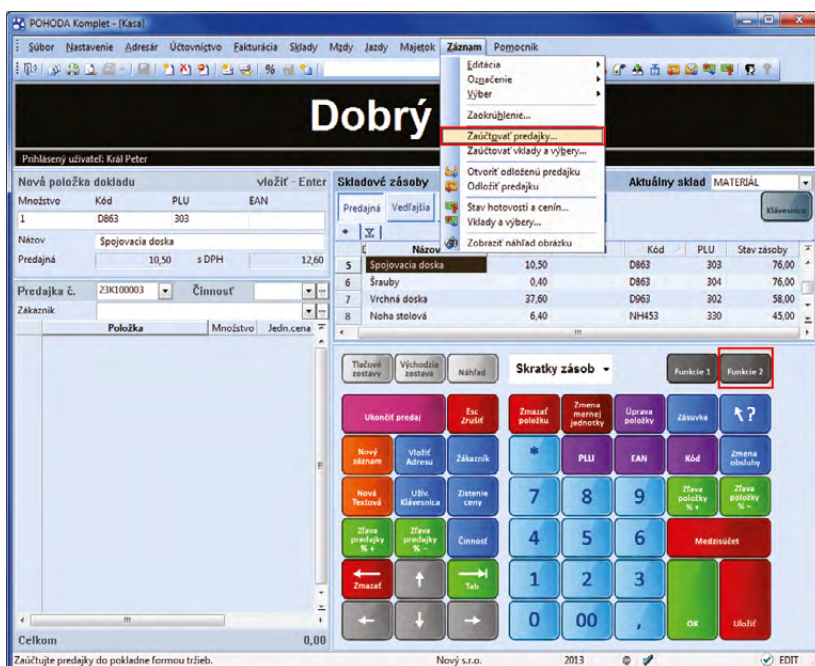 POHODA Komplet - [Kasa]
Súbor Nastavenie Adresár Účtovníctvo Fakturácia Sklady Mzdy Jazdy Majetok Záznam Pomocník
Editácia
Označenie
Výber
Zaokrúhlenie...
Zaúčtovať predajky...
Zaúčtovať vklady a výbery...
Otvoriť odloženú predajku
Odložiť predajku
Stav hotovosti a cenín...
Vklady a výbery...
Zobraziť náhľad obrázku
Dobrý
Prihlásený užívateľ: Kráľ Peter
Nová položka dokladu vložiť - Enter
Množstvo Kód PLU EAN
1 D863 303
Názov Spojovacia doska
Predajná 10,50 s DPH 12,60
Predajka č. 23K100003 Činnosť
Zákazník
Položka Množstvo Jedn.cena
Celkom 0,00
Skladové zásoby Aktuálny sklad MATERIÁL
Predajná Vedľajšia Klávesnica
Názov Kód PLU Stav zásoby
5 Spojovacia doska 10,50 D863 303 76,00
6 Šrauby 0,40 D863 304 76,00
7 Vrchná doska 37,60 D963 302 58,00
8 Noha stolová 6,40 NH453 330 45,00
Tlačové zostavy Východzia zostava Náhľad Skratky zásob Funkcie 1 Funkcie 2
Ukončiť predaj Esc Zrušiť Zmazať položku Zmena mernej jednotky Úprava položky Zásuvka ?
Nový záznam Vložiť Adresu Zákazník * PLU EAN Kód Zmena obsluhy
Nová Textová Užív. Klávesnica Zistenie ceny 7 8 9 Zľava položky % + Zľava položky % −
Zľava predajky % + Zľava predajky % − Činnosť 4 5 6 Medzisúčet
Zmazať Tab 1 2 3
0 00 , OK Uložiť
Zaúčtujte predajky do pokladne formou tržieb. Nový s.r.o. 2013 @ EDIT